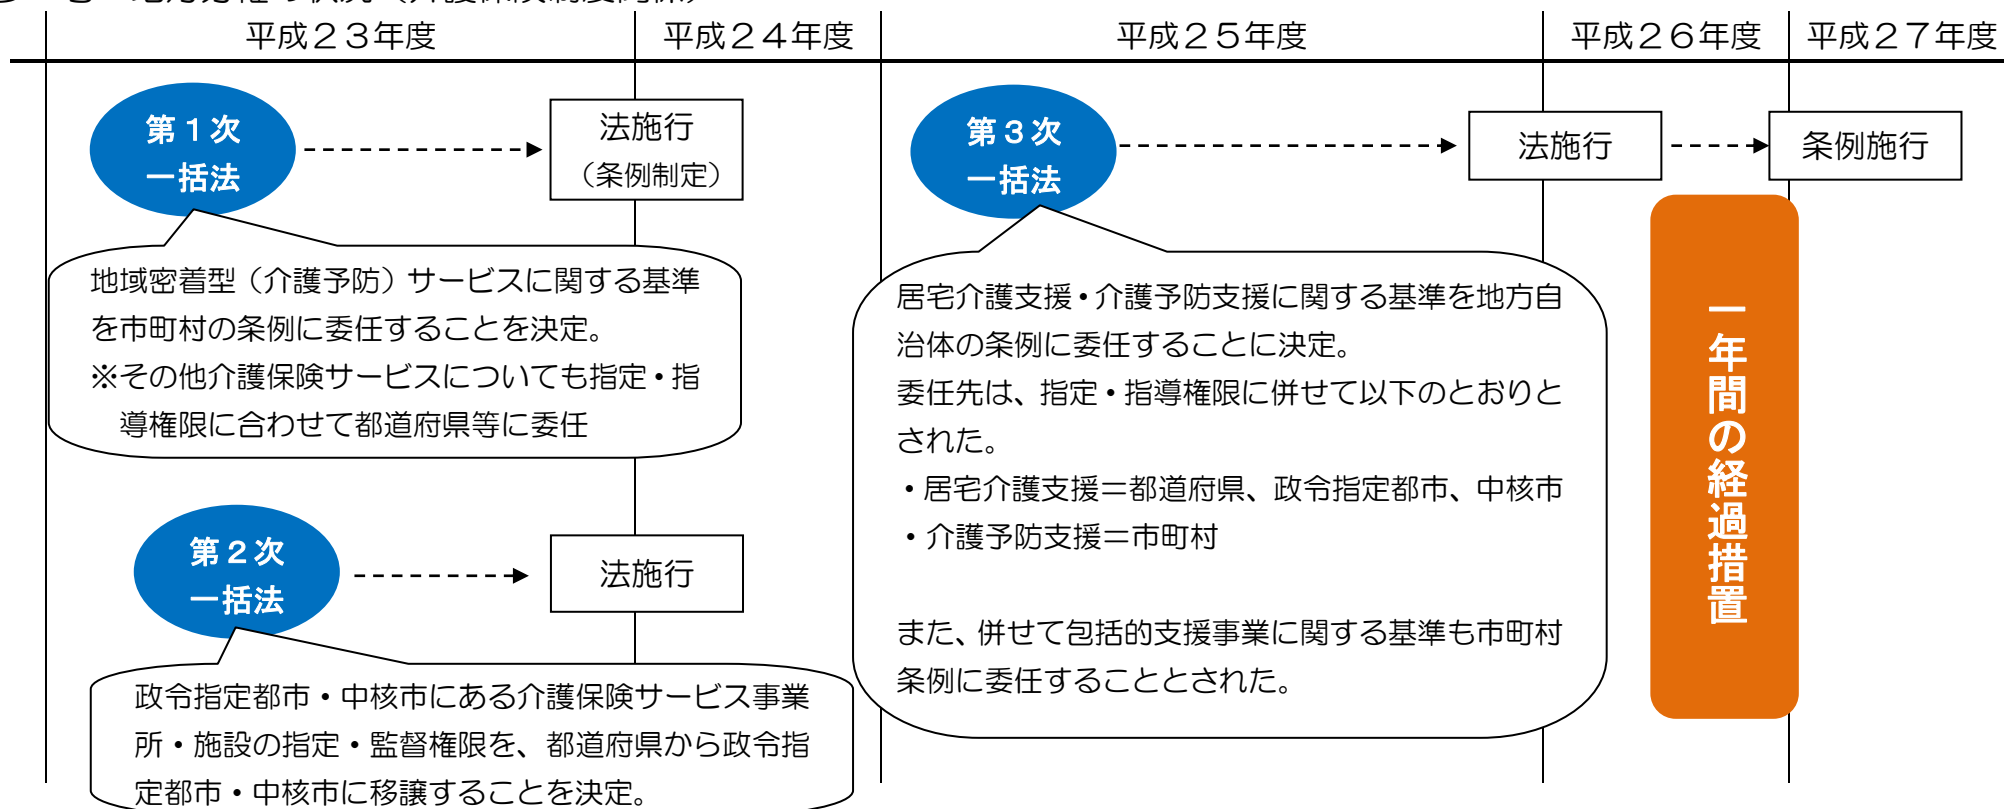 平成２３年度
平成２４年度
平成２５年度
平成２６年度
平成２７年度
第１次
一括法
法施行
（条例制定）
地域密着型（介護予防）サービスに関する基準
を市町村の条例に委任することを決定。
※その他介護保険サービスについても指定・指
導権限に合わせて都道府県等に委任
第２次
一括法
法施行
政令指定都市・中核市にある介護保険サービス事業
所・施設の指定・監督権限を、都道府県から政令指
定都市・中核市に移譲することを決定。
第３次
一括法
法施行
条例施行
居宅介護支援・介護予防支援に関する基準を地方自
治体の条例に委任することに決定。
委任先は、指定・指導権限に併せて以下のとおりと
された。
・居宅介護支援＝都道府県、政令指定都市、中核市
・介護予防支援＝市町村
また、併せて包括的支援事業に関する基準も市町村
条例に委任することとされた。
一年間の経過措置